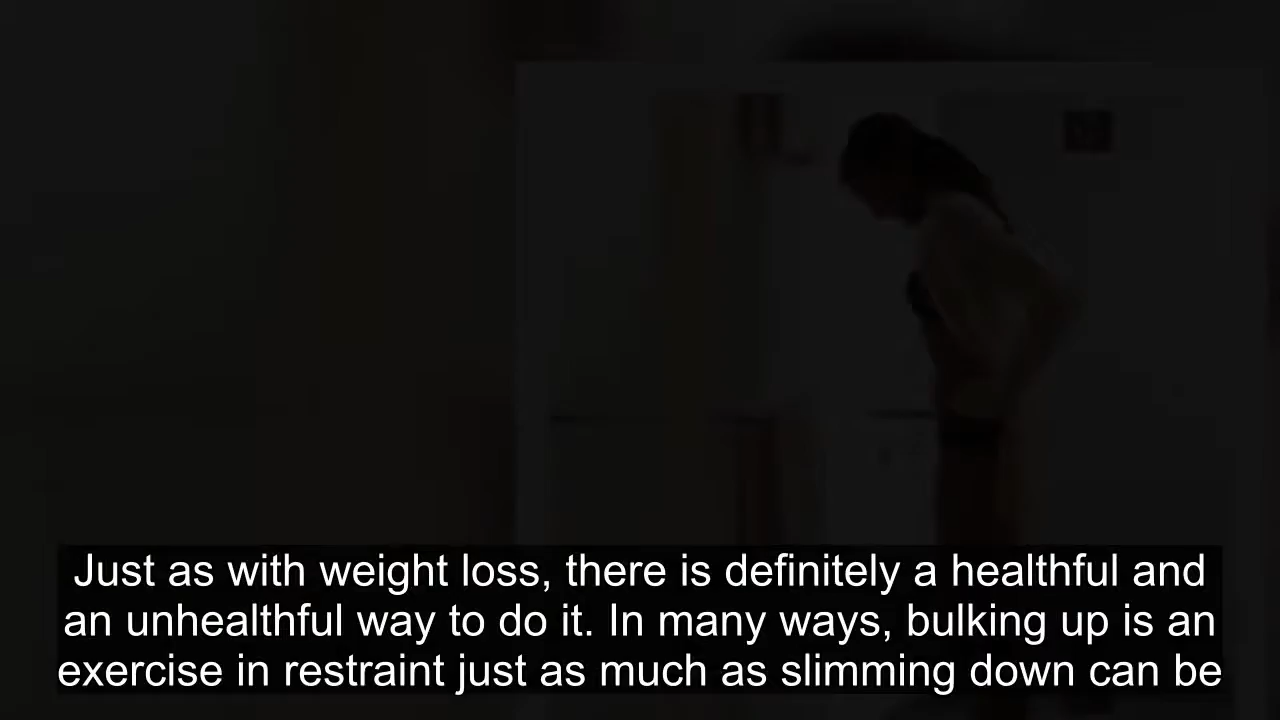 Just as with weight loss, there is definitely a healthful and
an unhealthful way to do it. In many ways, bulking up is an
exercise in restraint just as much as slimming down can be